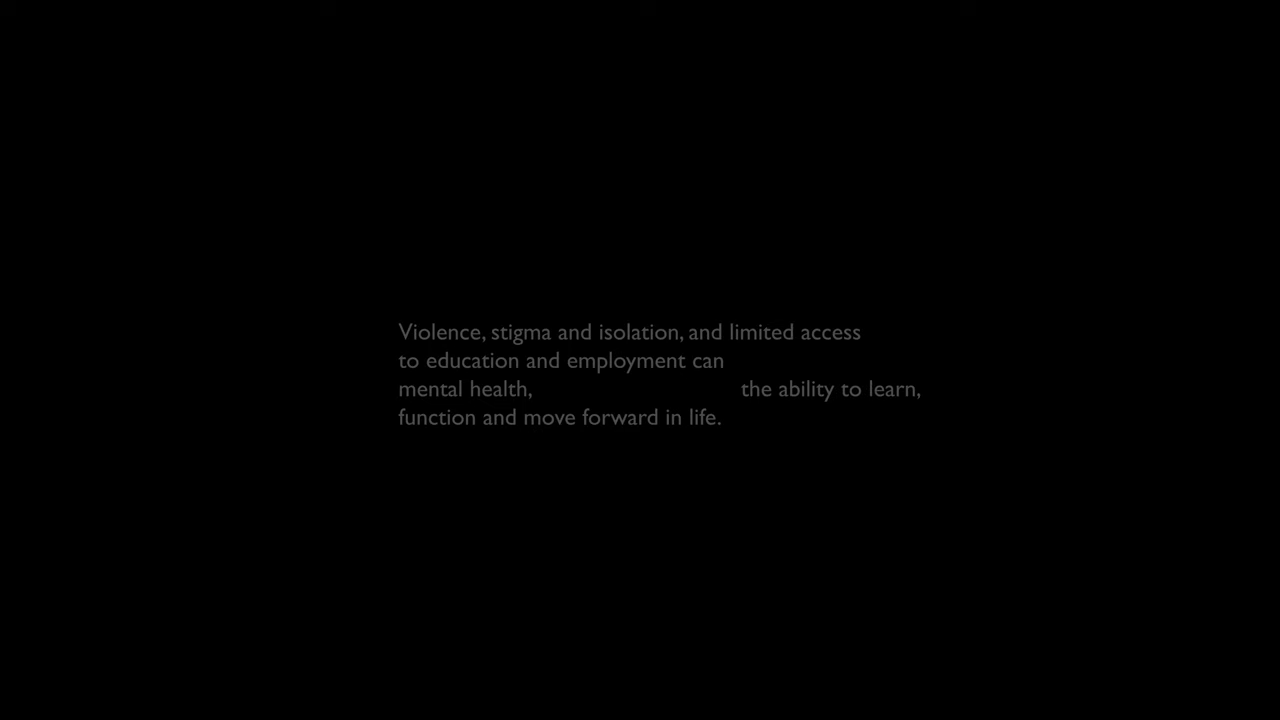 Violence, stigma and isolation, and limited access
to education and employment can
mental health, the ability to learn,
function and move forward in life.